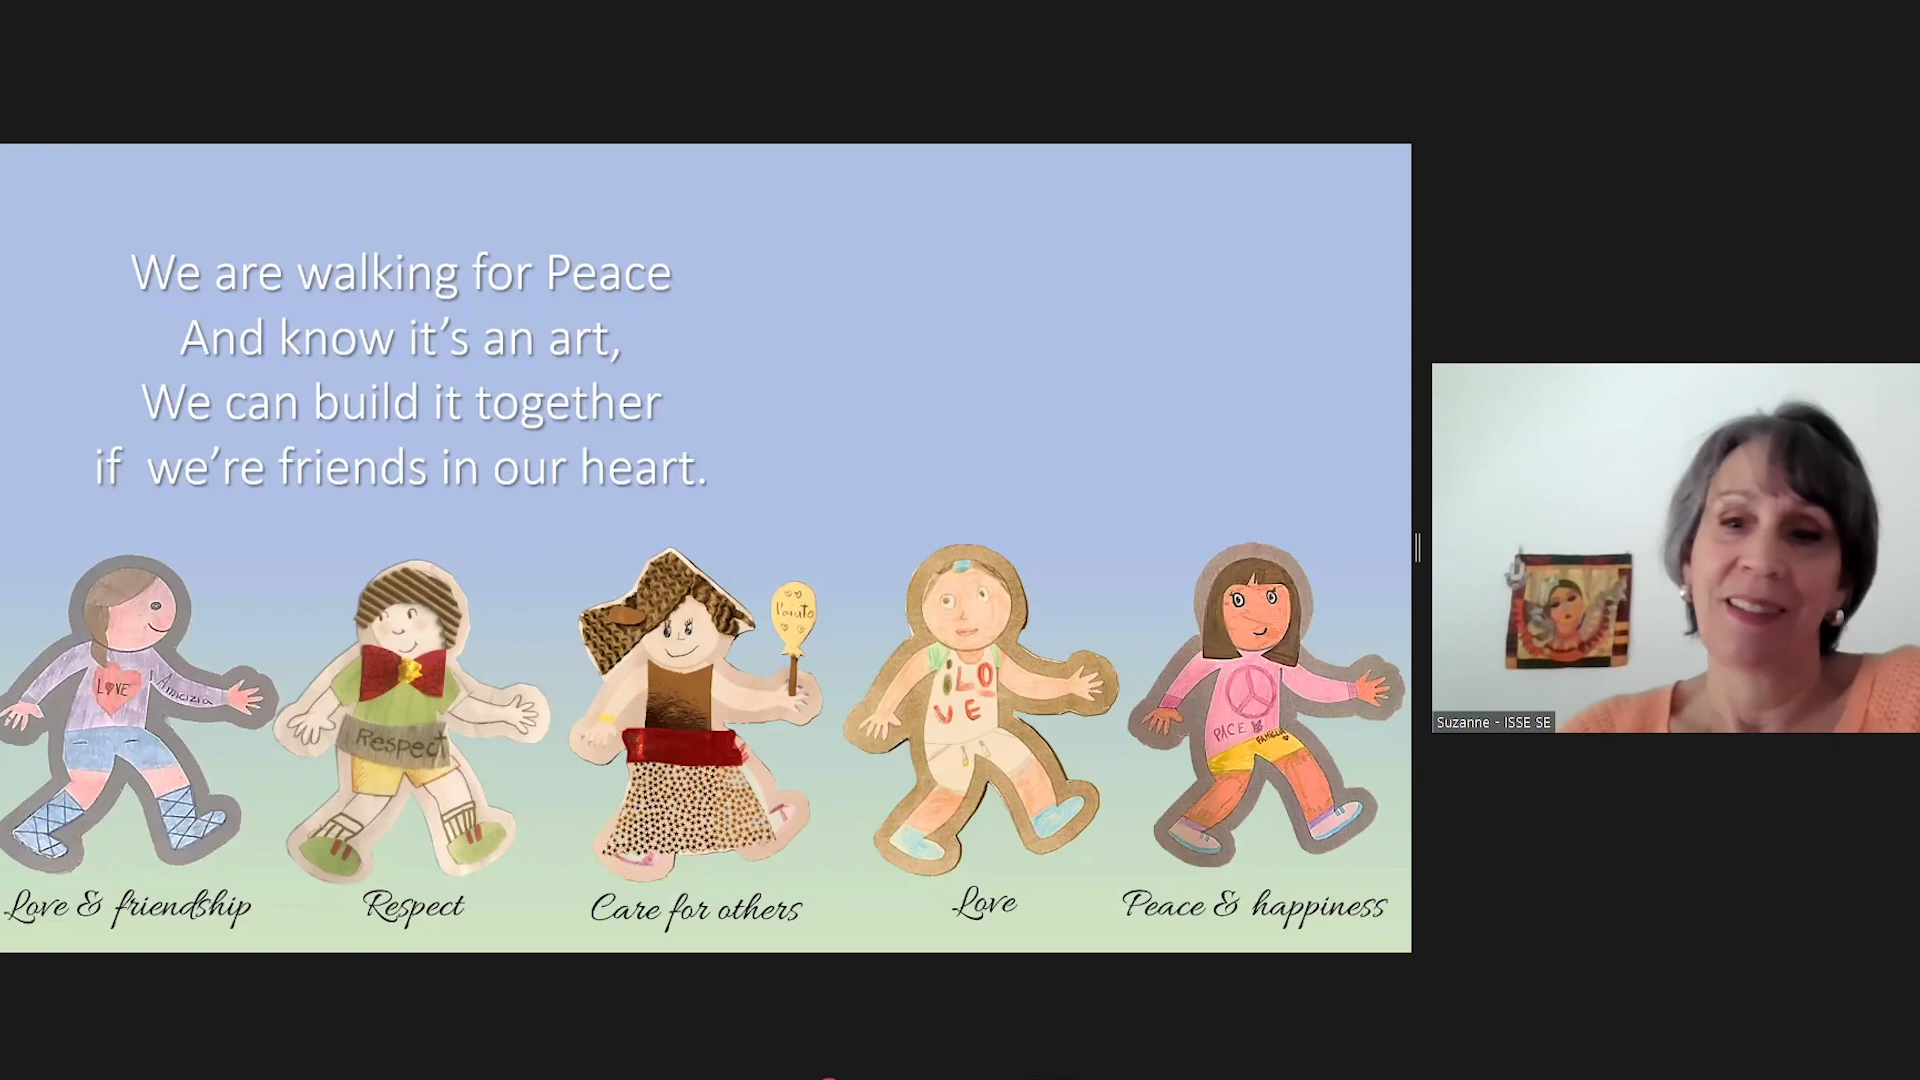 We are walking for Peace
And know it's an art,
We can build it together
if we're friends in our heart.
LOVE
Amicizia
Respect
l'aiuto
iLO
VE
PACE
FAMIGLIA
Love & friendship
Respect
Care for others
Love
Peace & happiness
Suzanne - ISSE SE